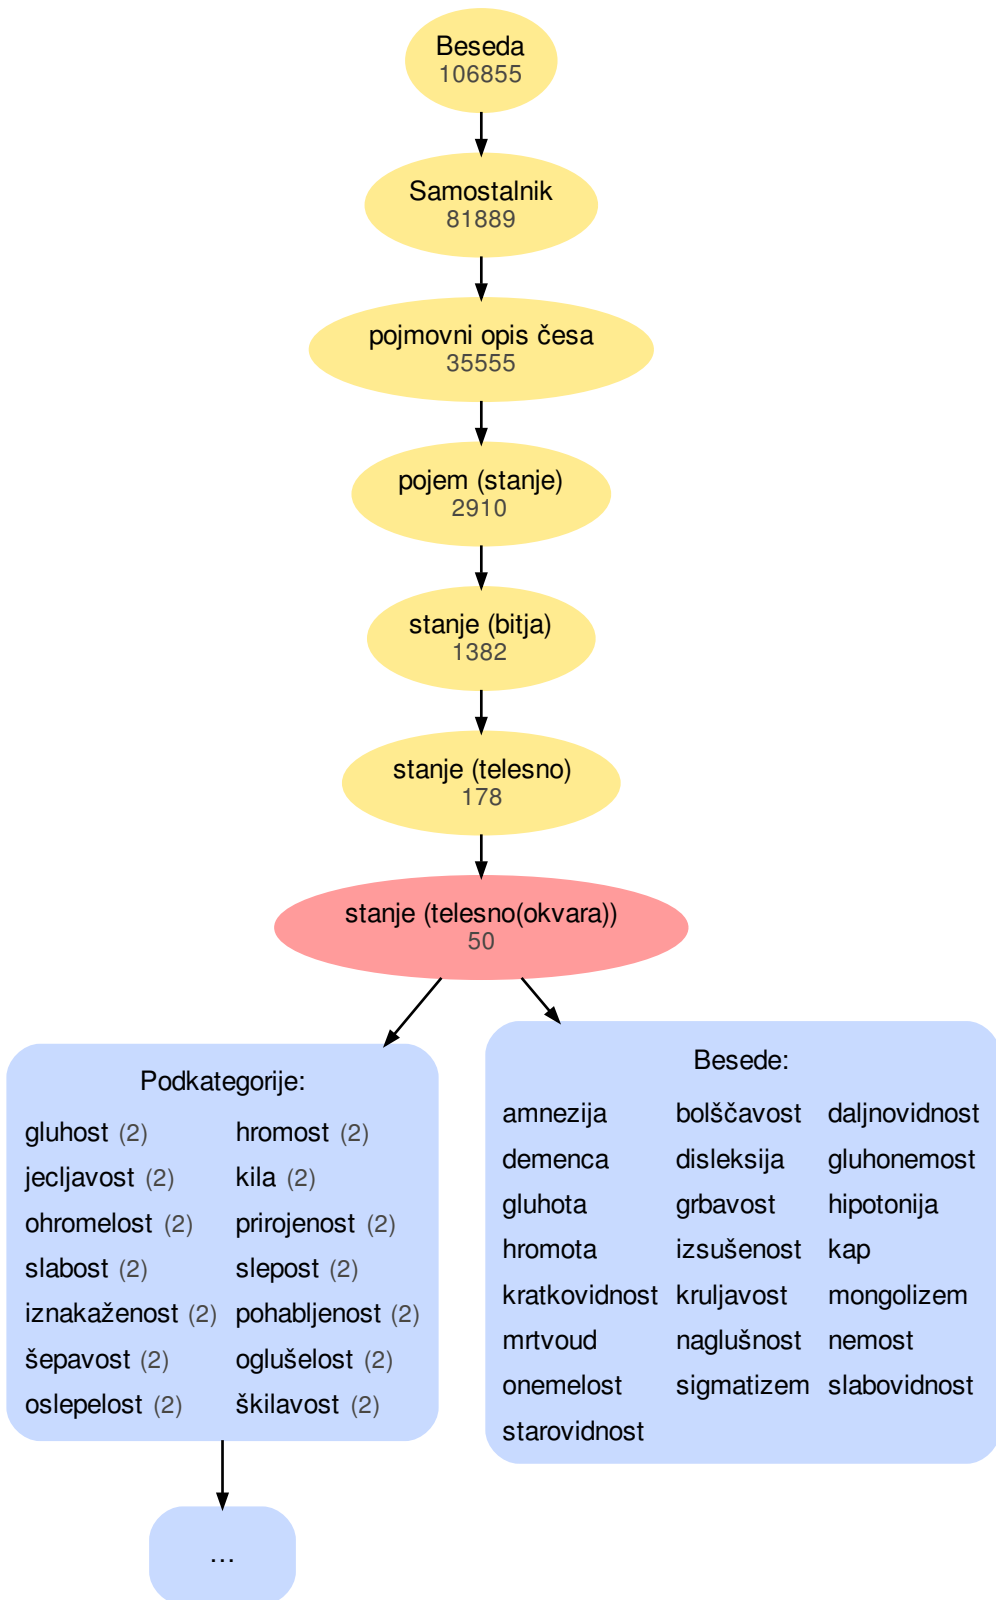 Beseda
106855
Samostalnik
81889
pojmovni opis česa
35555
pojem (stanje)
2910
stanje (bitja)
1382
stanje (telesno)
178
stanje (telesno(okvara))
50
Podkategorije:
gluhost (2) hromost (2)
jecljavost (2) kila (2)
ohromelost (2) prirojenost (2)
slabost (2) slepost (2)
iznakaženost (2) pohabljenost (2)
šepavost (2) oglušelost (2)
oslepelost (2) škilavost (2)
...
Besede:
amnezija bolščavost daljnovidnost
demenca disleksija gluhonemost
gluhota grbavost hipotonija
hromota izsušenost kap
kratkovidnost kruljavost mongolizem
mrtvoud naglušnost nemost
onemelost sigmatizem slabovidnost
starovidnost